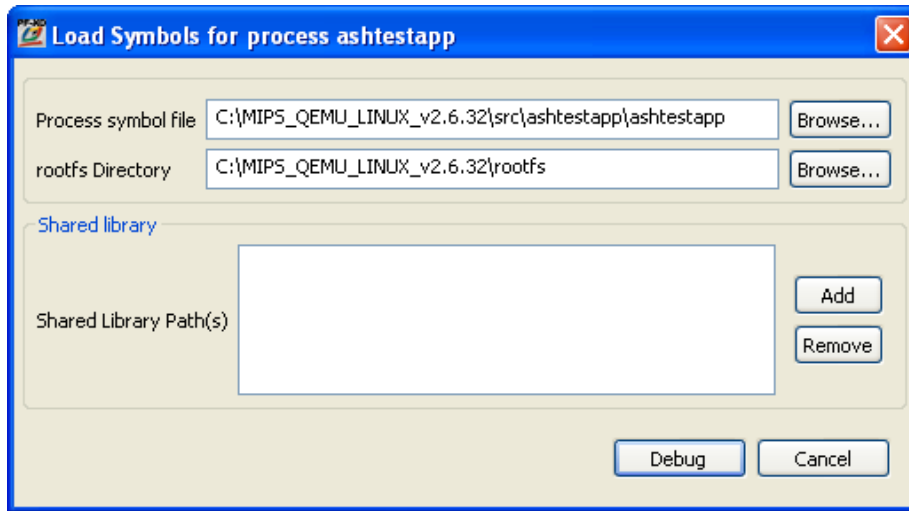 Load Symbols for process ashtestapp
Process symbol file C:\MIPS_QEMU_LINUX_v2.6.32\src\ashtestapp\ashtestapp Browse...
rootfs Directory C:\MIPS_QEMU_LINUX_v2.6.32\rootfs Browse...
Shared library
Shared Library Path(s)
Add
Remove
Debug Cancel